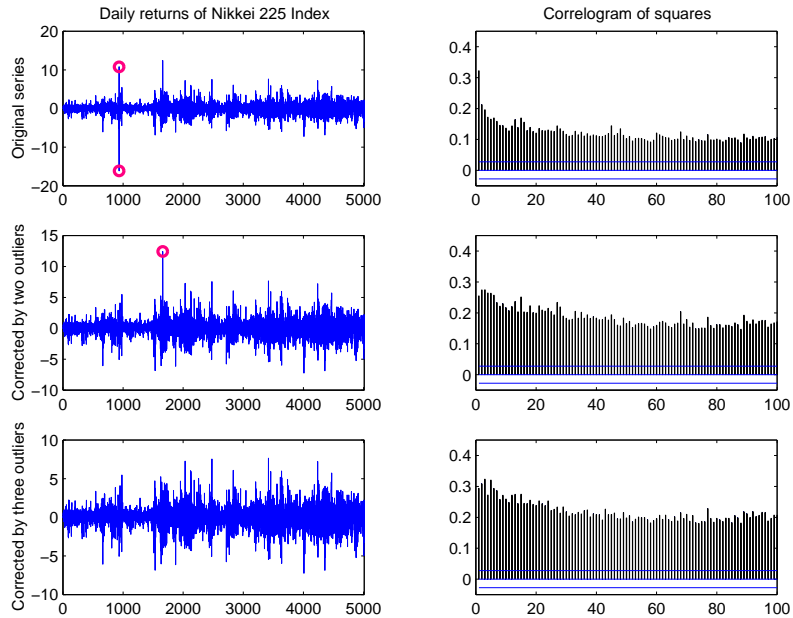 Daily returns of Nikkei 225 Index
Original series
20
10
0
−10
−20
0 1000 2000 3000 4000 5000
Correlogram of squares
0.4
0.3
0.2
0.1
0
0 20 40 60 80 100
Corrected by two outliers
15
10
5
0
−5
−10
0 1000 2000 3000 4000 5000
0.4
0.3
0.2
0.1
0
0 20 40 60 80 100
Corrected by three outliers
10
5
0
−5
−10
0 1000 2000 3000 4000 5000
0.4
0.3
0.2
0.1
0
0 20 40 60 80 100